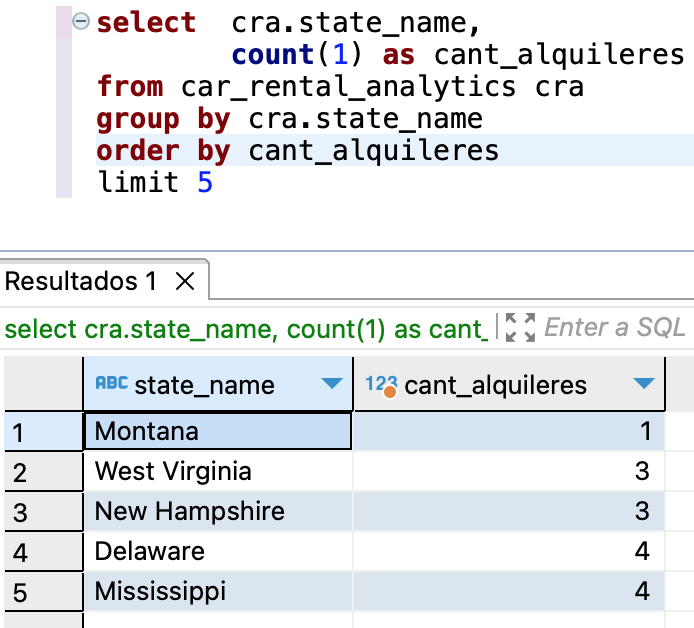 select  cra.state_name,
        count(1) as cant_alquileres
from car_rental_analytics cra
group by cra.state_name
order by cant_alquileres
limit 5
Resultados 1
select cra.state_name, count(1) as cant_ Enter a SQL
ABC state_name 123 cant_alquileres
1 Montana 1
2 West Virginia 3
3 New Hampshire 3
4 Delaware 4
5 Mississippi 4